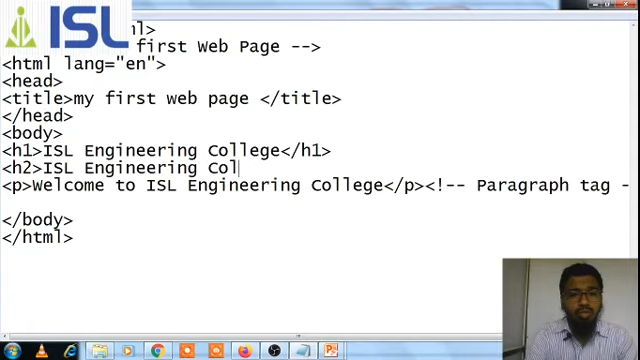 ISL
ml>
first Web Page -->
<html lang="en">
<head>
<title>my first web page </title>
</head>
<body>
<h1>ISL Engineering College</h1>
<h2>ISL Engineering Col
<p>Welcome to ISL Engineering College</p><!-- Paragraph tag -
</body>
</html>